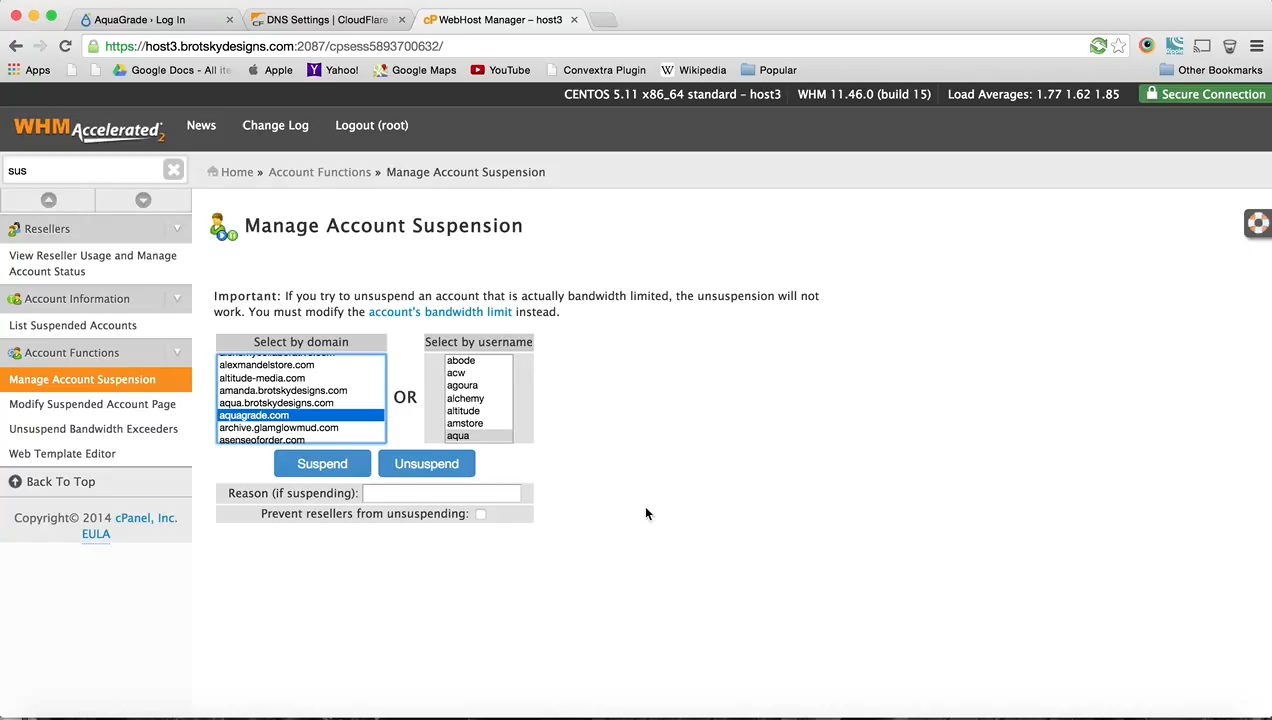 AquaGrade › Log In
DNS Settings | CloudFlare
cP WebHost Manager – host3
https://host3.brotskydesigns.com:2087/cpsess5893700632/
Apps
Google Docs - All ite
Apple
Yahoo!
Google Maps
YouTube
Convextra Plugin
W Wikipedia
Popular
Other Bookmarks
CENTOS 5.11 x86_64 standard – host3
WHM 11.46.0 (build 15)
Load Averages: 1.77 1.62 1.85
Secure Connection
WHM Accelerated2
News
Change Log
Logout (root)
sus
Home » Account Functions » Manage Account Suspension
Resellers
View Reseller Usage and Manage
Account Status
Account Information
List Suspended Accounts
Account Functions
Manage Account Suspension
Modify Suspended Account Page
Unsuspend Bandwidth Exceeders
Web Template Editor
Back To Top
Copyright© 2014 cPanel, Inc.
EULA
Manage Account Suspension
Important: If you try to unsuspend an account that is actually bandwidth limited, the unsuspension will not
work. You must modify the account's bandwidth limit instead.
Select by domain
alexmandelstore.com
altitude-media.com
amanda.brotskydesigns.com
aqua.brotskydesigns.com
aquagrade.com
archive.glamglowmud.com
asenseoforder.com
OR
Select by username
abode
acw
agoura
alchemy
altitude
amstore
aqua
Suspend
Unsuspend
Reason (if suspending):
Prevent resellers from unsuspending: